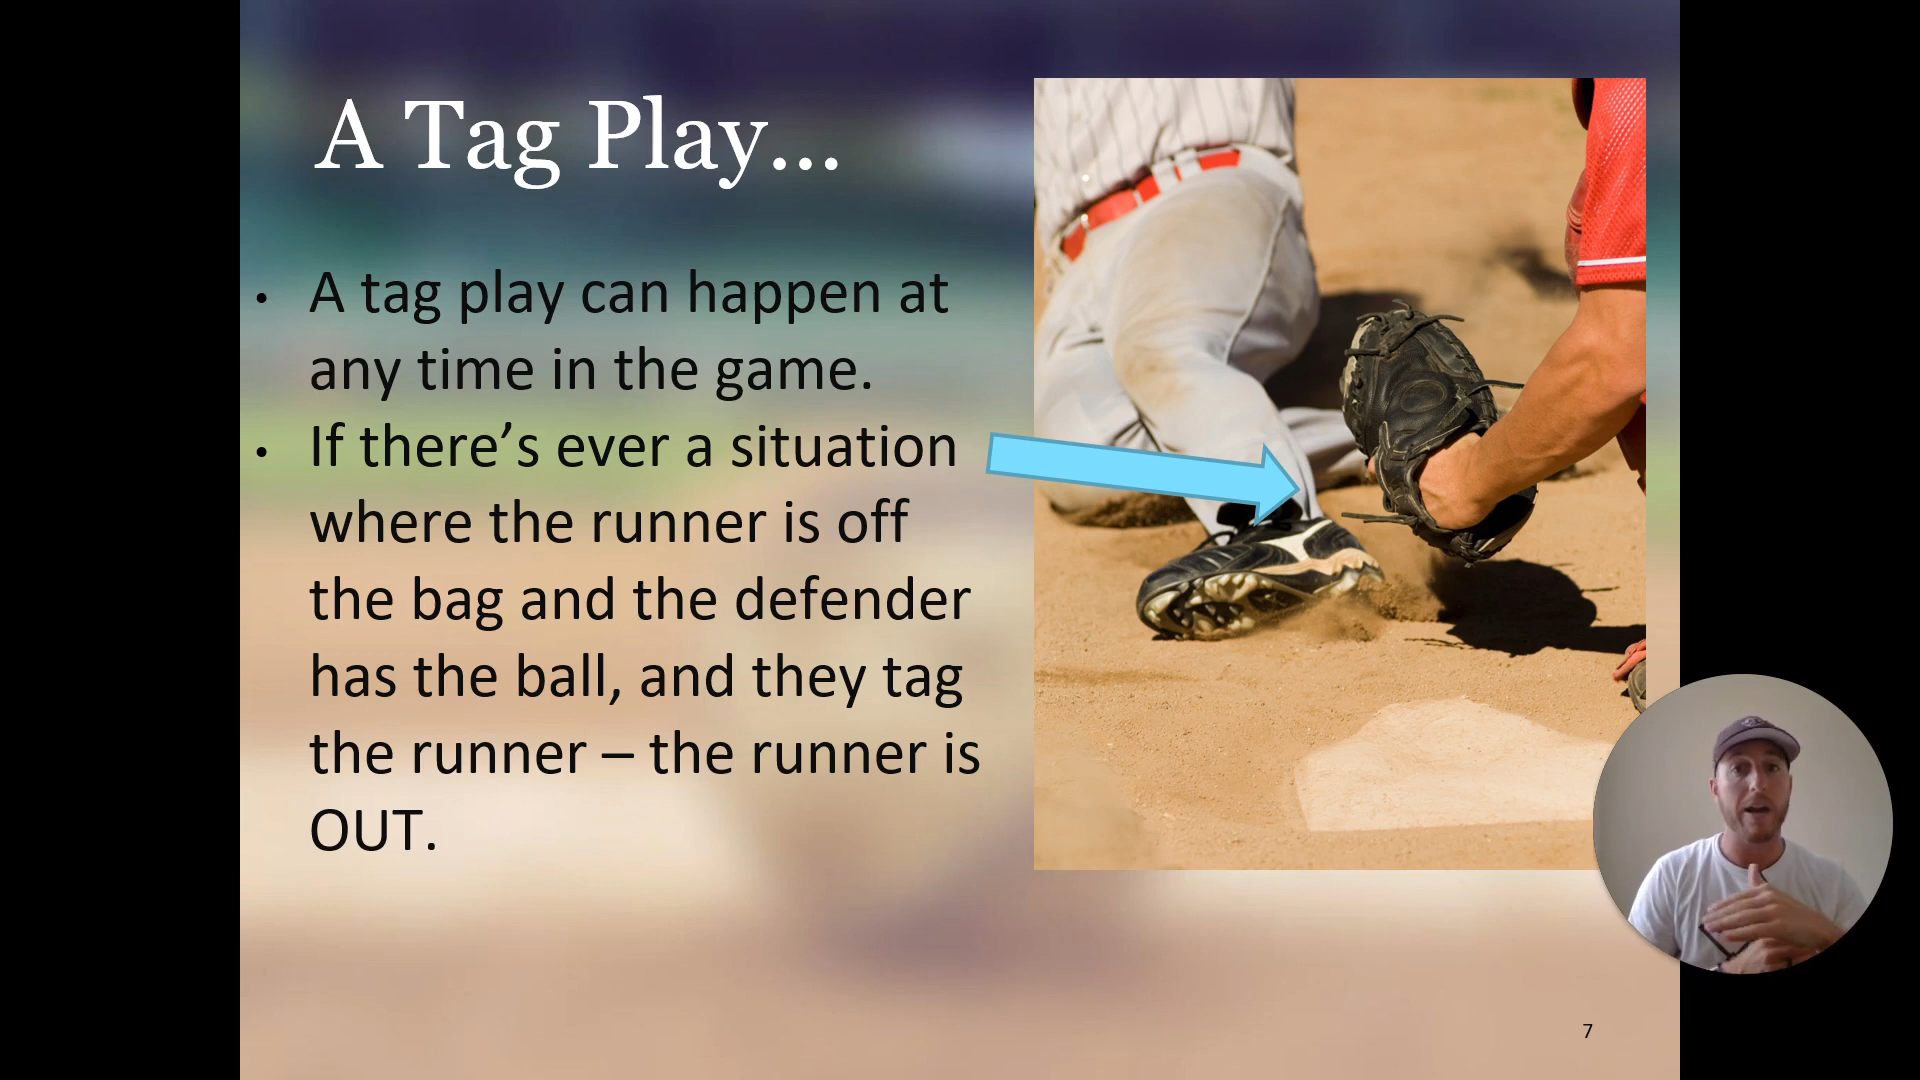 A Tag Play...
• A tag play can happen at
any time in the game.
• If there’s ever a situation
where the runner is off
the bag and the defender
has the ball, and they tag
the runner – the runner is
OUT.
7